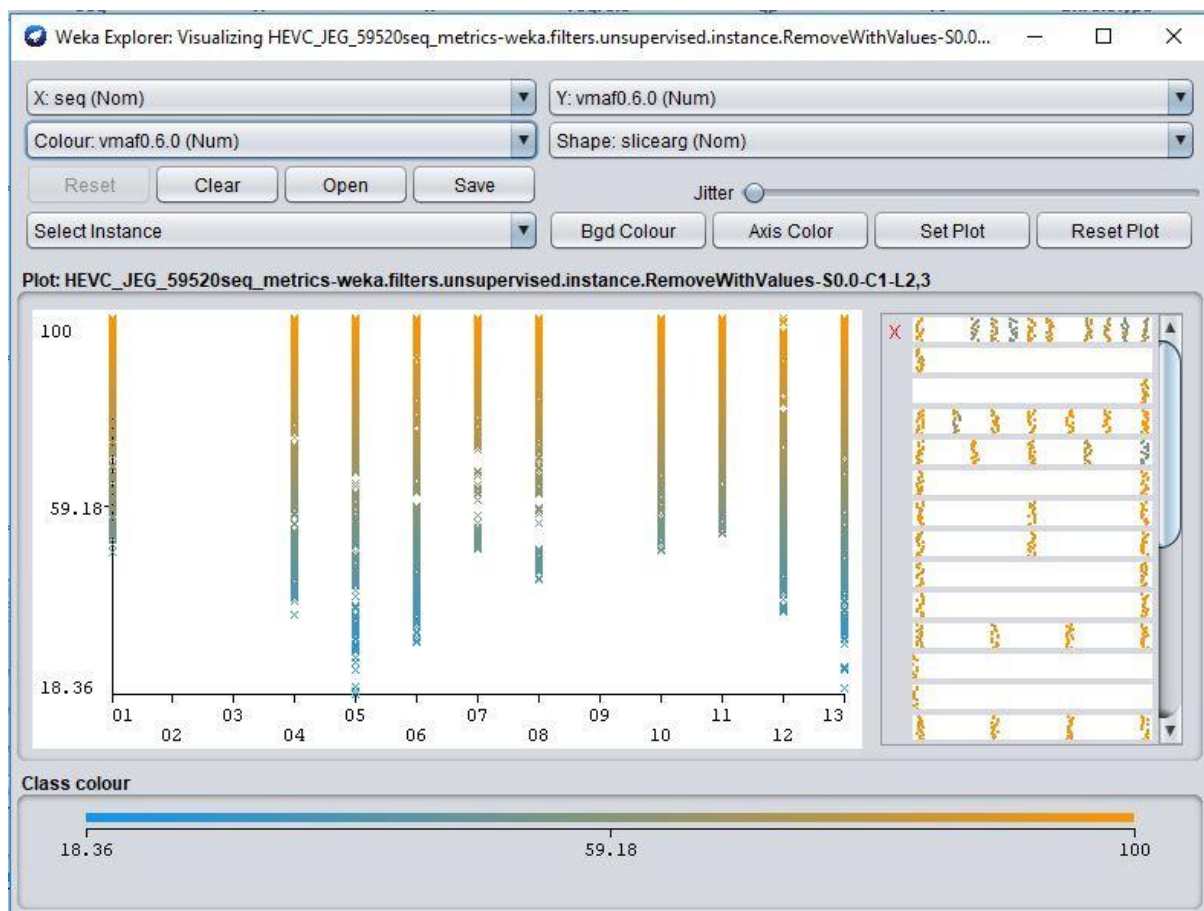 Weka Explorer: Visualizing HEVC_JEG_59520seq_metrics-weka.filters.unsupervised.instance.RemoveWithValues-S0.0...
X: seq (Nom)
Y: vmaf0.6.0 (Num)
Colour: vmaf0.6.0 (Num)
Shape: slicearg (Nom)
Reset Clear Open Save Jitter
Select Instance Bgd Colour Axis Color Set Plot Reset Plot
Plot: HEVC_JEG_59520seq_metrics-weka.filters.unsupervised.instance.RemoveWithValues-S0.0-C1-L2,3
100
X
59.18
18.36
01 03 05 07 09 11 13
02 04 06 08 10 12
Class colour
18.36 59.18 100